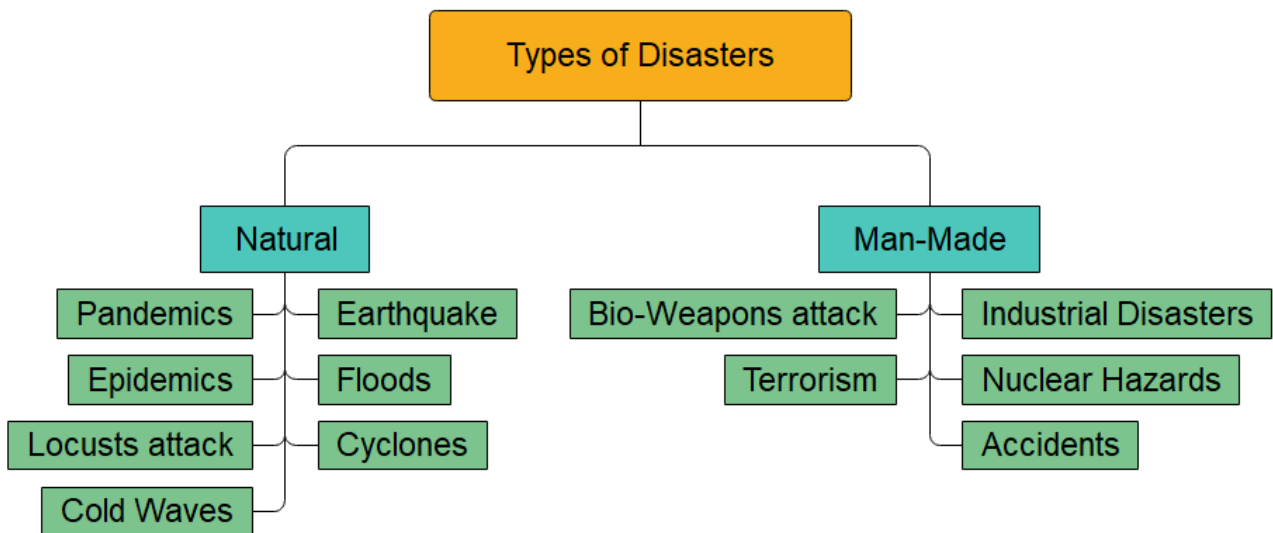 Types of Disasters
Natural
Man-Made
Pandemics
Earthquake
Epidemics
Floods
Locusts attack
Cyclones
Cold Waves
Bio-Weapons attack
Industrial Disasters
Terrorism
Nuclear Hazards
Accidents